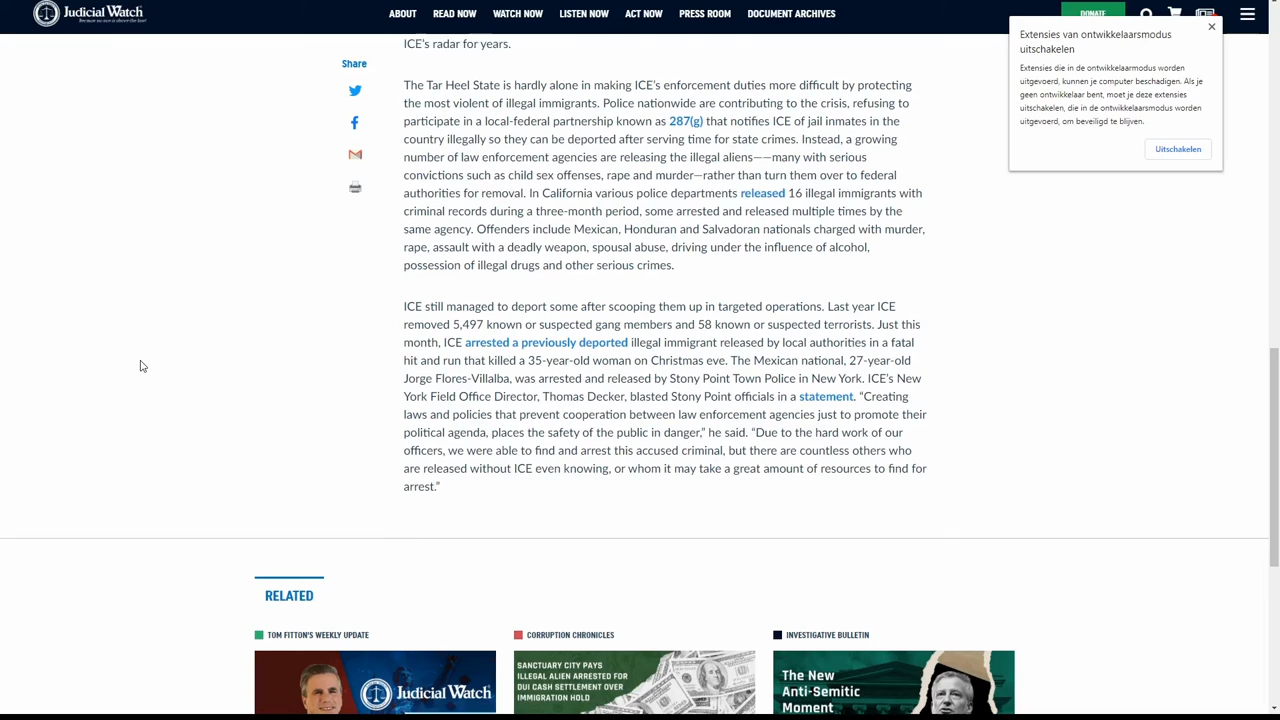 Judicial Watch
Because no one is above the law!
ABOUT
READ NOW
WATCH NOW
LISTEN NOW
ACT NOW
PRESS ROOM
DOCUMENT ARCHIVES
DONATE
Extensies van ontwikkelaarsmodus
uitschakelen
Extensies die in de ontwikkelaarmodus worden
uitgevoerd, kunnen je computer beschadigen. Als je
geen ontwikkelaar bent, moet je deze extensies
uitschakelen, die in de ontwikkelaarsmodus worden
uitgevoerd, om beveiligd te blijven.
Uitschakelen
Share
ICE’s radar for years.
The Tar Heel State is hardly alone in making ICE’s enforcement duties more difficult by protecting
the most violent of illegal immigrants. Police nationwide are contributing to the crisis, refusing to
participate in a local-federal partnership known as 287(g) that notifies ICE of jail inmates in the
country illegally so they can be deported after serving time for state crimes. Instead, a growing
number of law enforcement agencies are releasing the illegal aliens——many with serious
convictions such as child sex offenses, rape and murder—rather than turn them over to federal
authorities for removal. In California various police departments released 16 illegal immigrants with
criminal records during a three-month period, some arrested and released multiple times by the
same agency. Offenders include Mexican, Honduran and Salvadoran nationals charged with murder,
rape, assault with a deadly weapon, spousal abuse, driving under the influence of alcohol,
possession of illegal drugs and other serious crimes.
ICE still managed to deport some after scooping them up in targeted operations. Last year ICE
removed 5,497 known or suspected gang members and 58 known or suspected terrorists. Just this
month, ICE arrested a previously deported illegal immigrant released by local authorities in a fatal
hit and run that killed a 35-year-old woman on Christmas eve. The Mexican national, 27-year-old
Jorge Flores-Villalba, was arrested and released by Stony Point Town Police in New York. ICE’s New
York Field Office Director, Thomas Decker, blasted Stony Point officials in a statement. “Creating
laws and policies that prevent cooperation between law enforcement agencies just to promote their
political agenda, places the safety of the public in danger,” he said. “Due to the hard work of our
officers, we were able to find and arrest this accused criminal, but there are countless others who
are released without ICE even knowing, or whom it may take a great amount of resources to find for
arrest.”
RELATED
TOM FITTON'S WEEKLY UPDATE
CORRUPTION CHRONICLES
INVESTIGATIVE BULLETIN
Judicial Watch
SANCTUARY CITY PAYS
ILLEGAL ALIEN ARRESTED FOR
DUI CASH SETTLEMENT OVER
IMMIGRATION HOLD
The New
Anti-Semitic
Moment